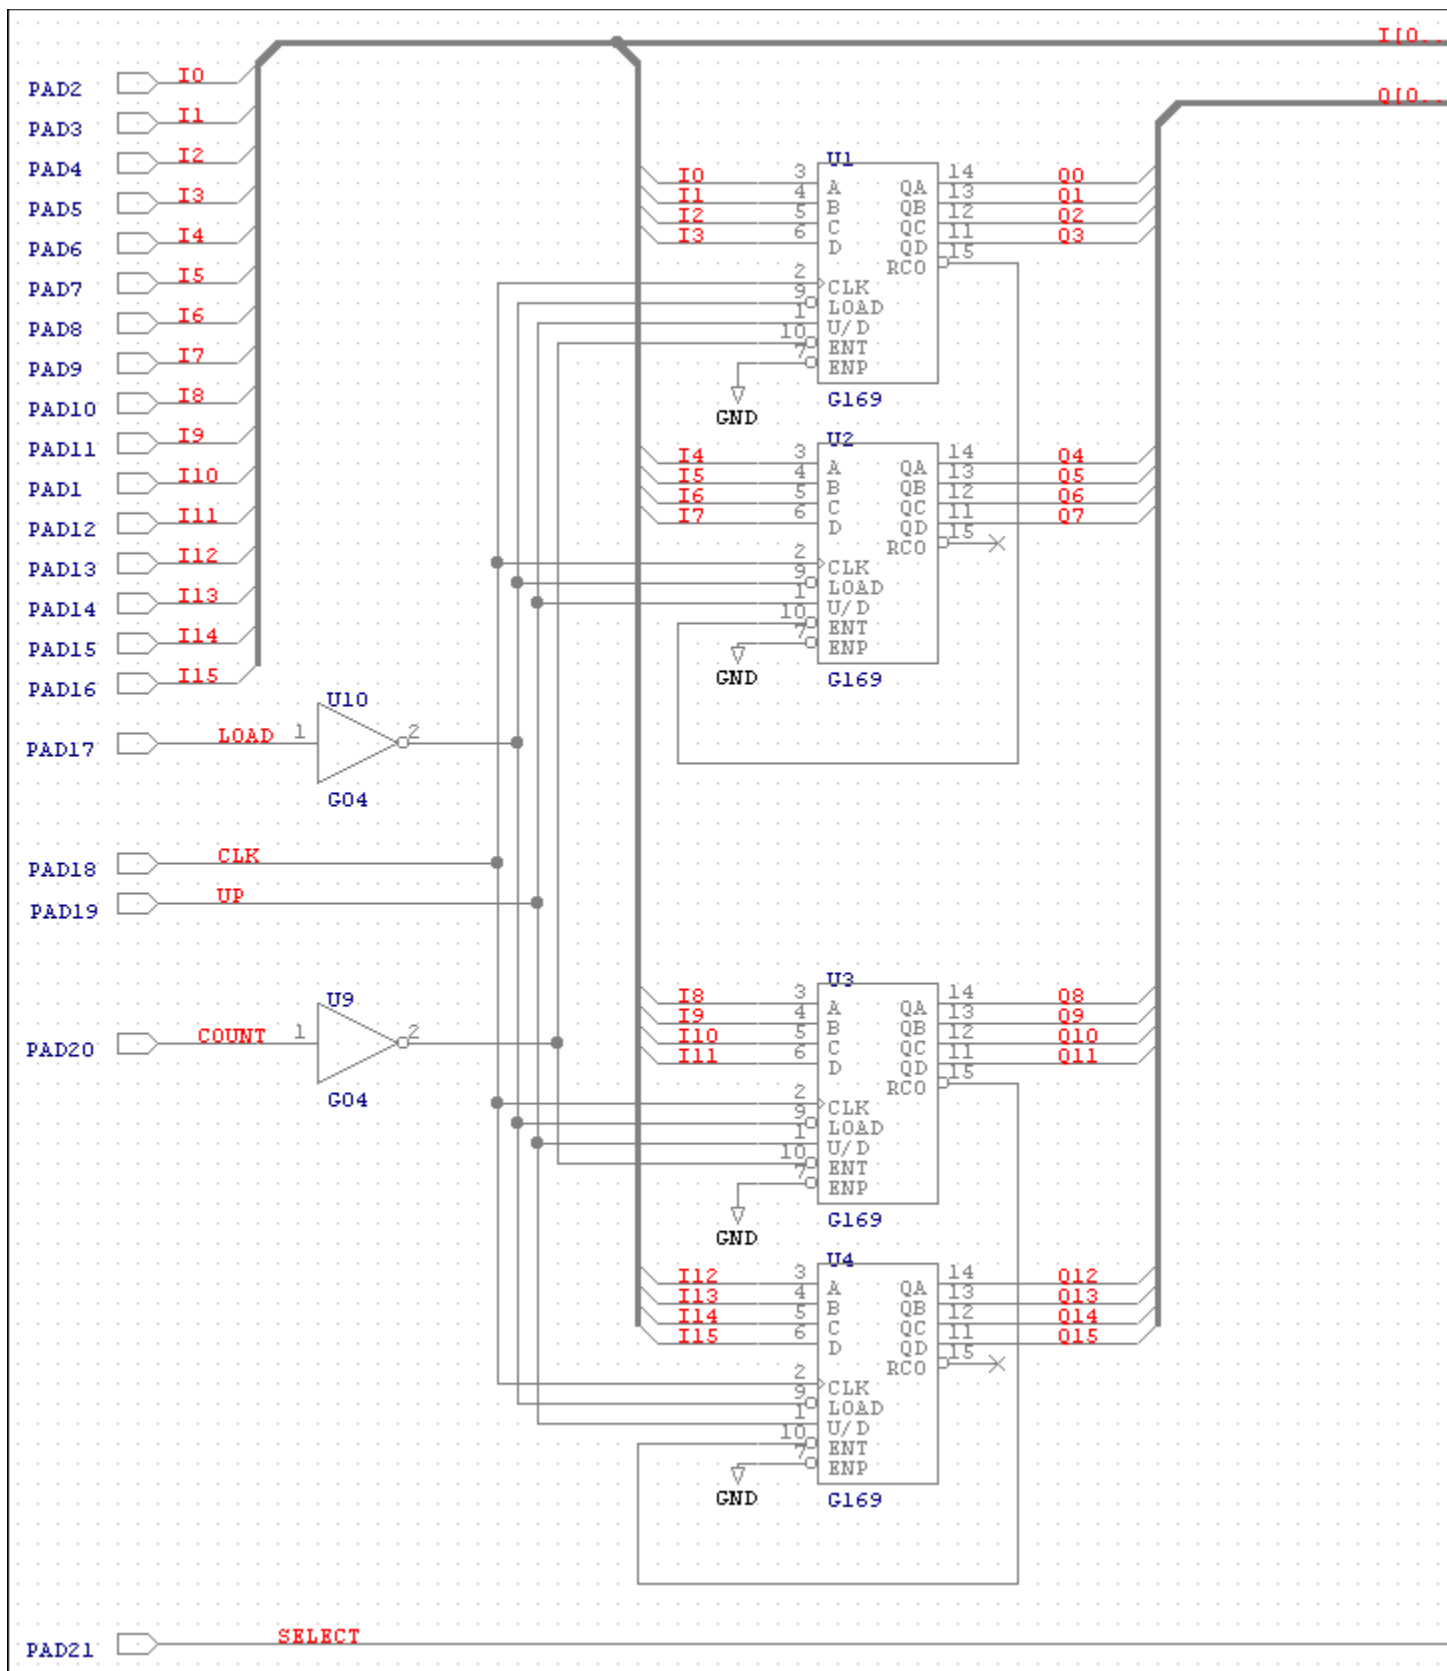 I[0..
Q[0..
PAD2 I0
PAD3 I1
PAD4 I2
PAD5 I3
PAD6 I4
PAD7 I5
PAD8 I6
PAD9 I7
PAD10 I8
PAD11 I9
PAD1 I10
PAD12 I11
PAD13 I12
PAD14 I13
PAD15 I14
PAD16 I15
PAD17 LOAD 1 U10 2
G04
PAD18 CLK
PAD19 UP
PAD20 COUNT 1 U9 2
G04
U1
I0 3 A QA 14 Q0
I1 4 B QB 13 Q1
I2 5 C QC 12 Q2
I3 6 D QD 11 Q3
RCO 15
2 CLK
9 LOAD
1 U/D
10 ENT
7 ENP
GND
G169
U2
I4 3 A QA 14 Q4
I5 4 B QB 13 Q5
I6 5 C QC 12 Q6
I7 6 D QD 11 Q7
RCO 15
2 CLK
9 LOAD
1 U/D
10 ENT
7 ENP
GND
G169
U3
I8 3 A QA 14 Q8
I9 4 B QB 13 Q9
I10 5 C QC 12 Q10
I11 6 D QD 11 Q11
RCO 15
2 CLK
9 LOAD
1 U/D
10 ENT
7 ENP
GND
G169
U4
I12 3 A QA 14 Q12
I13 4 B QB 13 Q13
I14 5 C QC 12 Q14
I15 6 D QD 11 Q15
RCO 15
2 CLK
9 LOAD
1 U/D
10 ENT
7 ENP
GND
G169
PAD21 SELECT